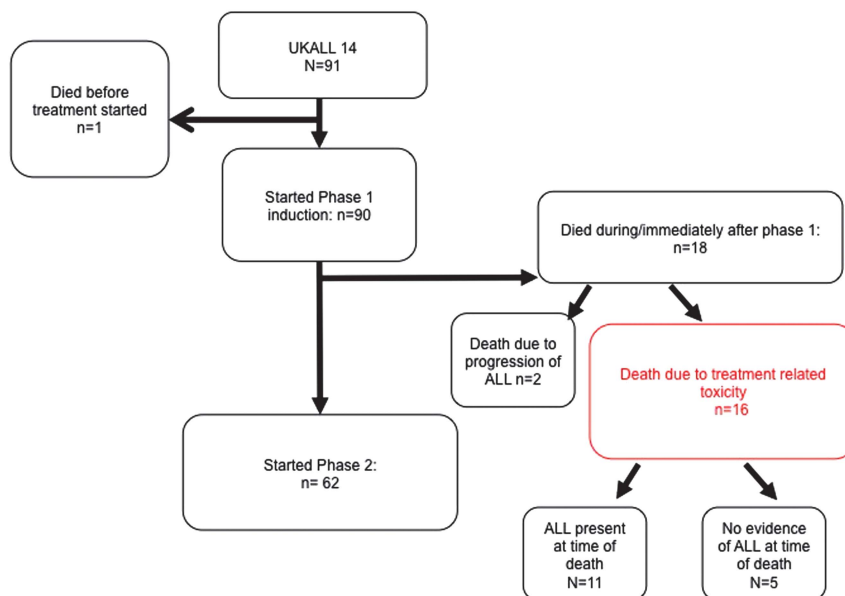 UKALL 14
N=91
Died before
treatment started
n=1
Started Phase 1
induction: n=90
Died during/immediately after phase 1:
n=18
Death due to
progression of
ALL n=2
Death due to treatment related
toxicity
n=16
Started Phase 2:
n= 62
ALL present
at time of
death
N=11
No evidence
of ALL at time
of death
N=5